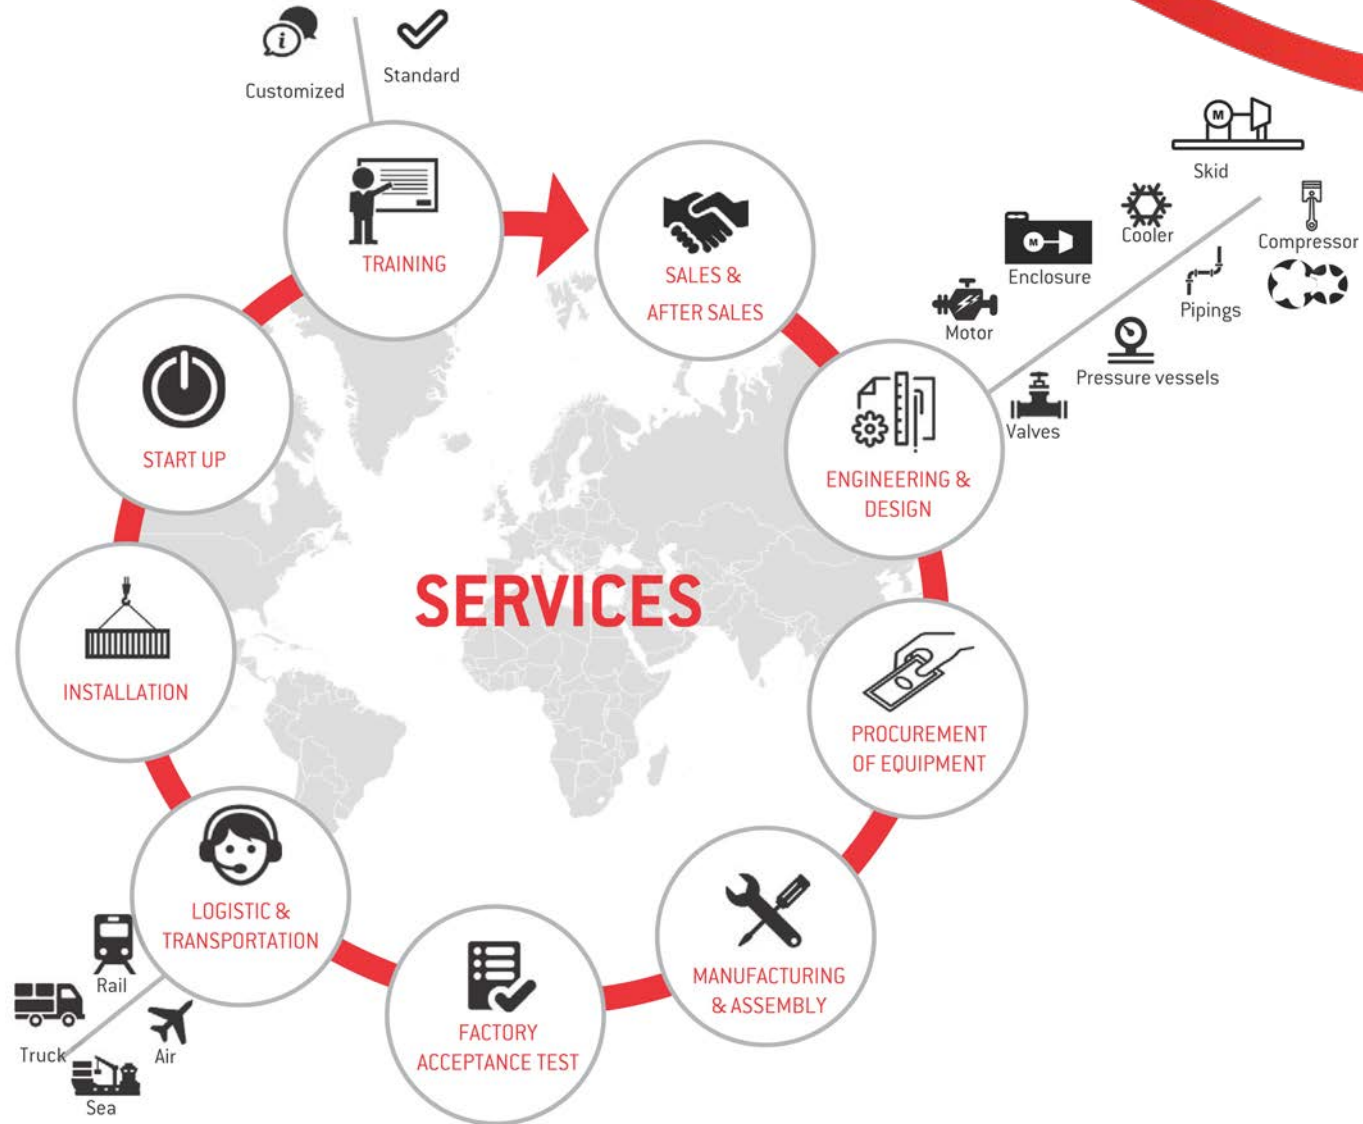 Customized
Standard
TRAINING
SALES &
AFTER SALES
Skid
Cooler
Compressor
Enclosure
Pipings
Motor
Pressure vessels
Valves
ENGINEERING &
DESIGN
START UP
SERVICES
INSTALLATION
PROCUREMENT
OF EQUIPMENT
LOGISTIC &
TRANSPORTATION
MANUFACTURING
& ASSEMBLY
FACTORY
ACCEPTANCE TEST
Rail
Truck
Air
Sea
i
M
M